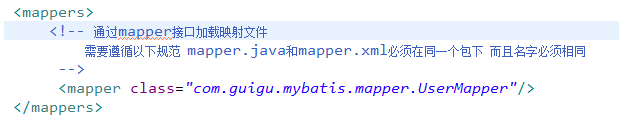 <mappers>
<!-- 通过mapper接口加载映射文件
需要遵循以下规范 mapper.java和mapper.xml必须在同一个包下 而且名字必须相同
-->
<mapper class="com.guigu.mybatis.mapper.UserMapper"/>
</mappers>